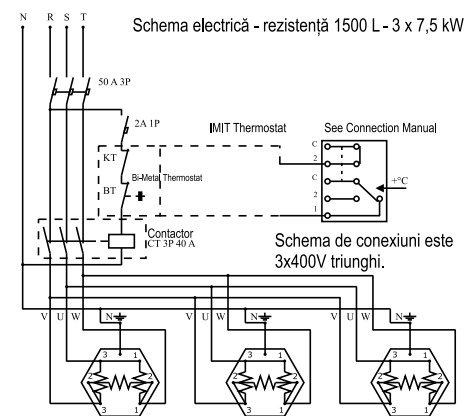 Schema electrică - rezistență 1500 L - 3 x 7,5 kW
N R S T
50 A 3P
2A 1P
IMIT Thermostat
See Connection Manual
KT
Bi-Metal Thermostat
BT
C
2
C
2
1
+°C
Contactor
CT 3P 40 A
Schema de conexiuni este
3x400V triunghi.
V U W N
V U W N
V U W N
3 1
2 2
3 1
3 1
2 2
3 1
3 1
2 2
3 1